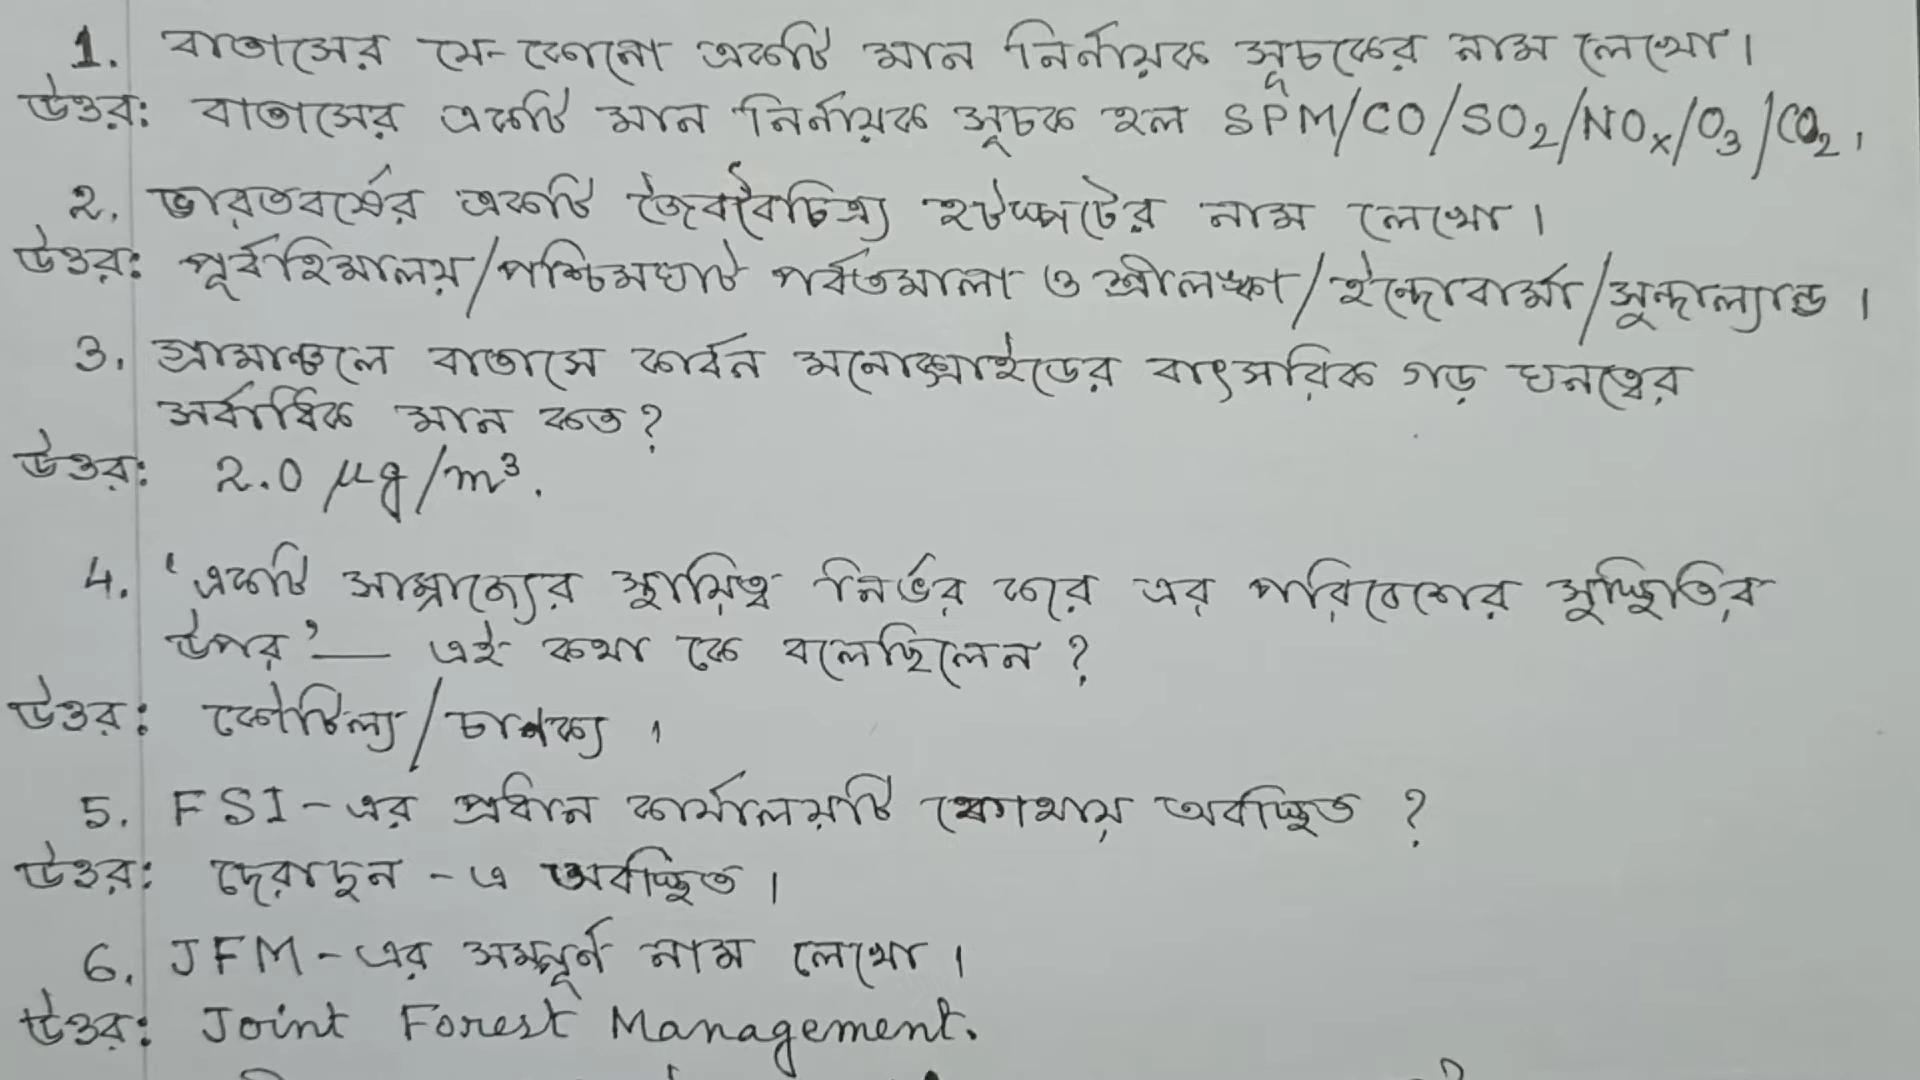 1. বাতাসের যে-কোনো একটি মান নির্নায়ক সূচকের নাম লেখো।
উত্তর: বাতাসের একটি মান নির্নায়ক সূচক হল SPM/CO/SO₂/NOₓ/O₃/CO₂।
2. ভারতবর্ষের একটি জৈববৈচিত্র্য হটস্পটের নাম লেখো।
উত্তর: পূর্বহিমালয়/পশ্চিমঘাট পর্বতমালা ও শ্রীলঙ্কা/ইন্দোবার্মা/সুন্দাল্যান্ড।
3. গ্রামাঞ্চলে বাতাসে কার্বন মনোক্সাইডের বাৎসরিক গড় ঘনত্বের
সর্বাধিক মান কত?
উত্তর: 2.0 μg/m³.
4. ‘একটি সাম্রাজ্যের স্থায়িত্ব নির্ভর করে এর পরিবেশের সুস্থিতির
উপর’— এই কথা কে বলেছিলেন?
উত্তর: কৌটিল্য/চাণক্য।
5. FSI-এর প্রধান কার্যালয়টি কোথায় অবস্থিত?
উত্তর: দেরাদুন-এ অবস্থিত।
6. JFM-এর সম্পূর্ণ নাম লেখো।
উত্তর: Joint Forest Management.